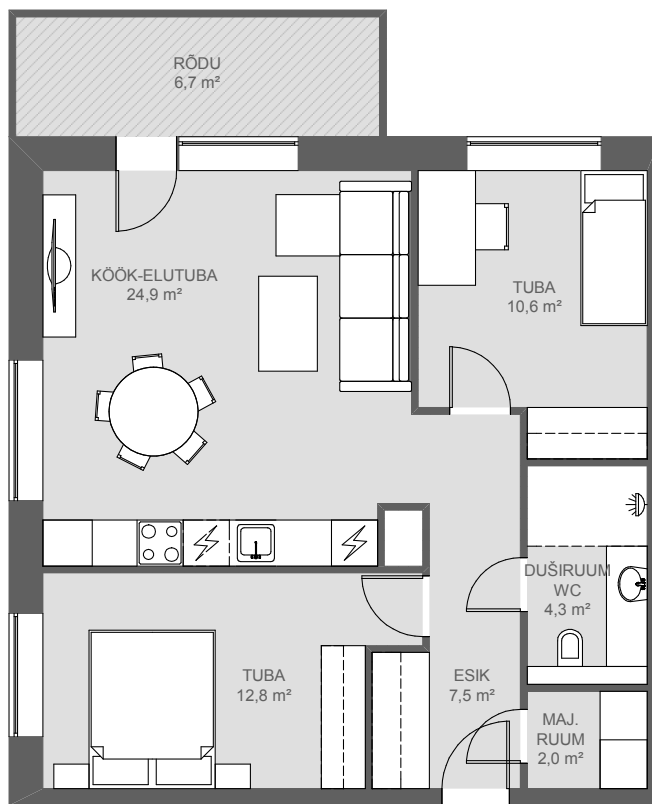 RÕDU
6,7 m²
KÖÖK-ELUTUBA
24,9 m²
TUBA
10,6 m²
DUŠIRUUM
WC
4,3 m²
TUBA
12,8 m²
ESIK
7,5 m²
MAJ.
RUUM
2,0 m²